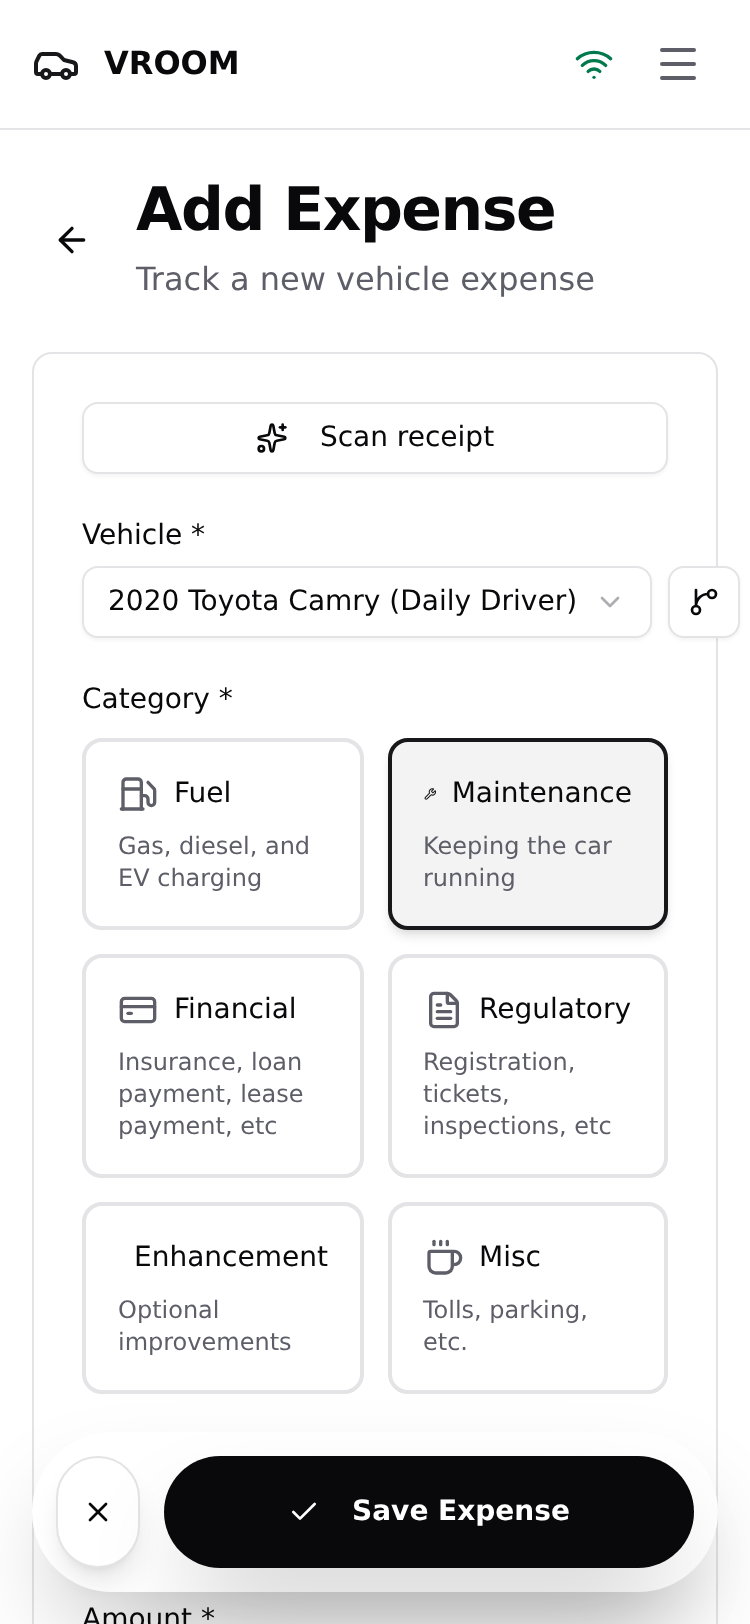 VROOM
Add Expense
Track a new vehicle expense
Scan receipt
Vehicle *
2020 Toyota Camry (Daily Driver)
Category *
Fuel
Gas, diesel, and
EV charging
Maintenance
Keeping the car
running
Financial
Insurance, loan
payment, lease
payment, etc
Regulatory
Registration,
tickets,
inspections, etc
Enhancement
Optional
improvements
Misc
Tolls, parking,
etc.
Save Expense
Amount *